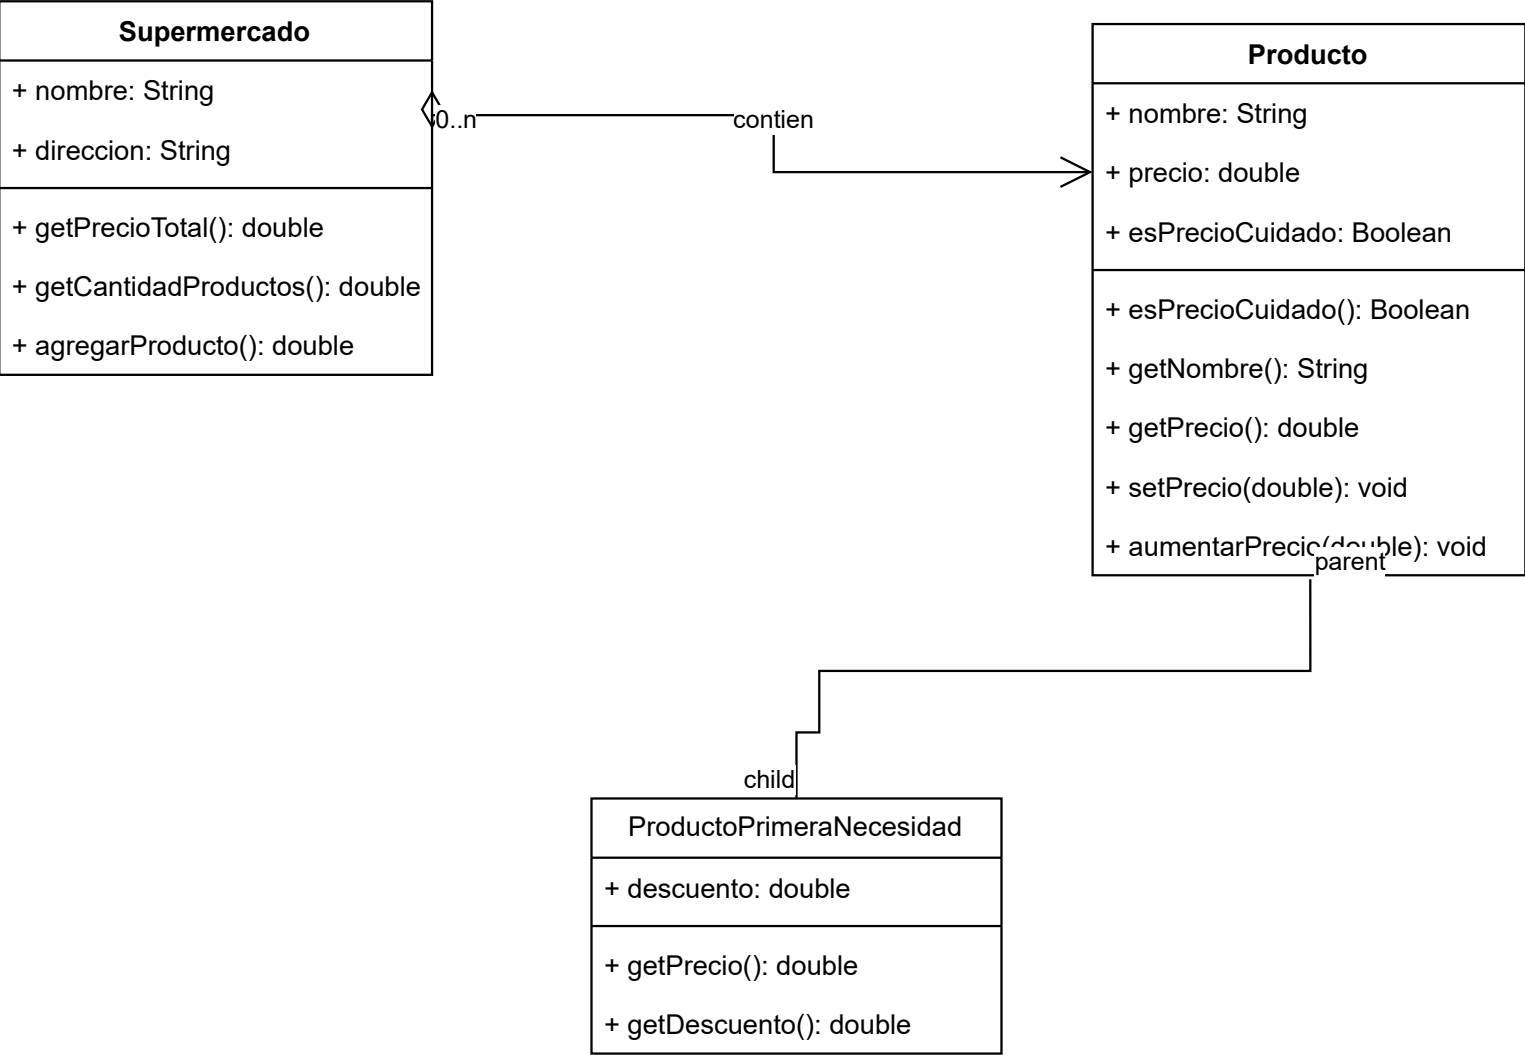 Supermercado
+ nombre: String
+ direccion: String
+ getPrecioTotal(): double
+ getCantidadProductos(): double
+ agregarProducto(): double
0..n
contien
Producto
+ nombre: String
+ precio: double
+ esPrecioCuidado: Boolean
+ esPrecioCuidado(): Boolean
+ getNombre(): String
+ getPrecio(): double
+ setPrecio(double): void
+ aumentarPrecio(double): void
parent
child
ProductoPrimeraNecesidad
+ descuento: double
+ getPrecio(): double
+ getDescuento(): double